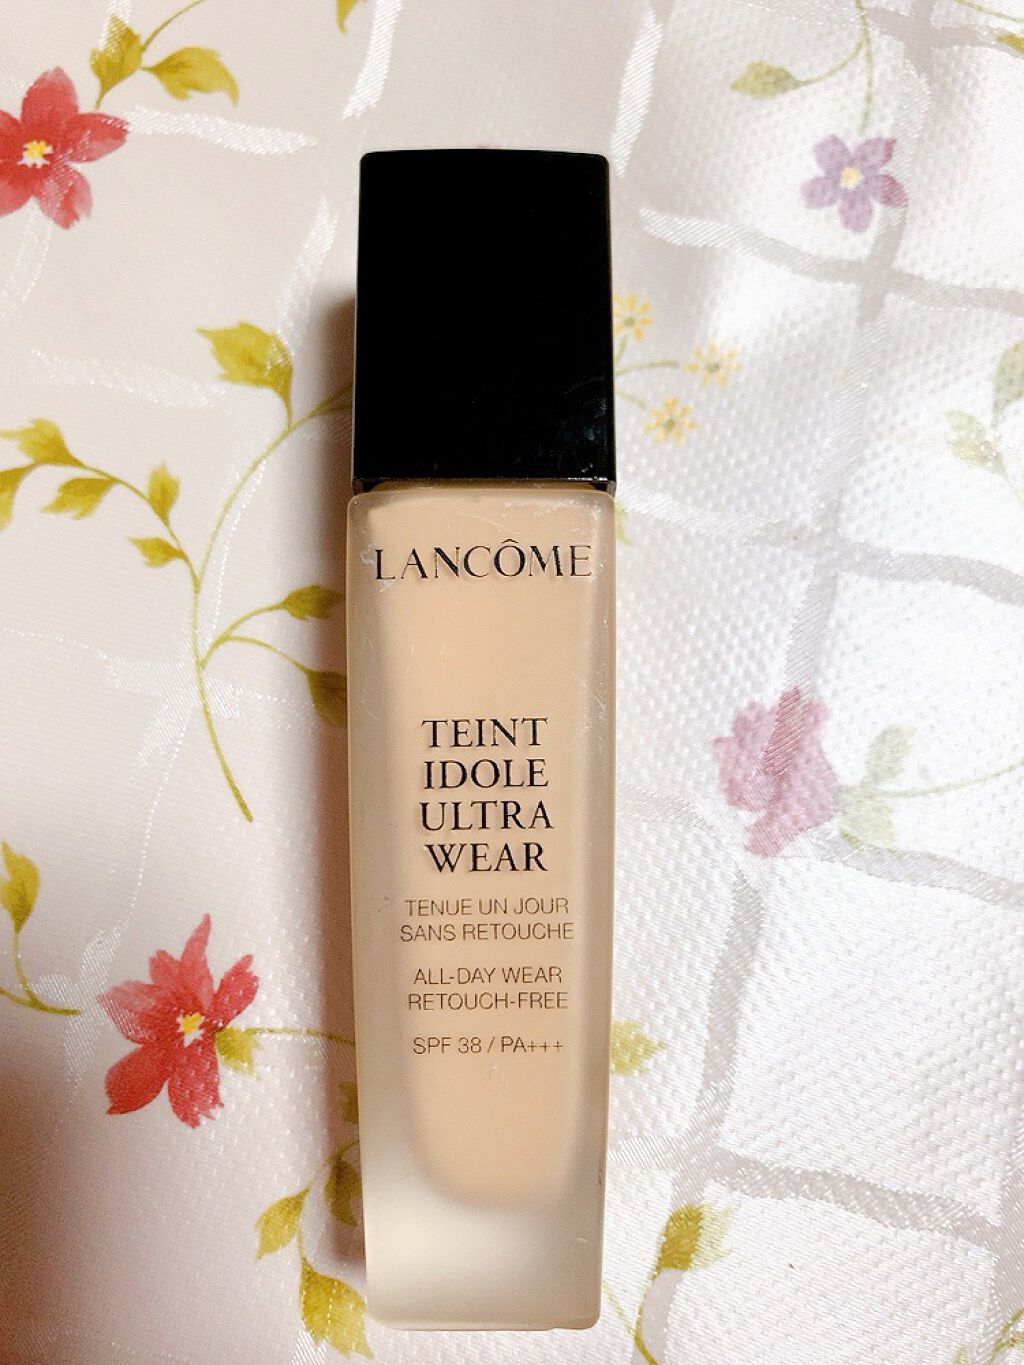 LANCÔME
TEINT
IDOLE
ULTRA
WEAR
TENUE UN JOUR
SANS RETOUCHE
ALL-DAY WEAR
RETOUCH-FREE
SPF 38 / PA+++